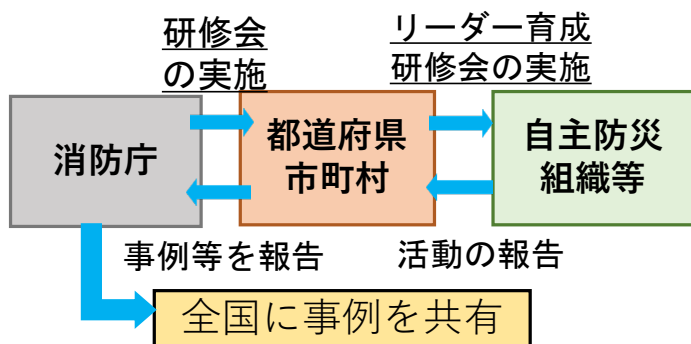 研修会
の実施
リーダー育成
研修会の実施
消防庁
都道府県
市町村
自主防災
組織等
事例等を報告
活動の報告
全国に事例を共有